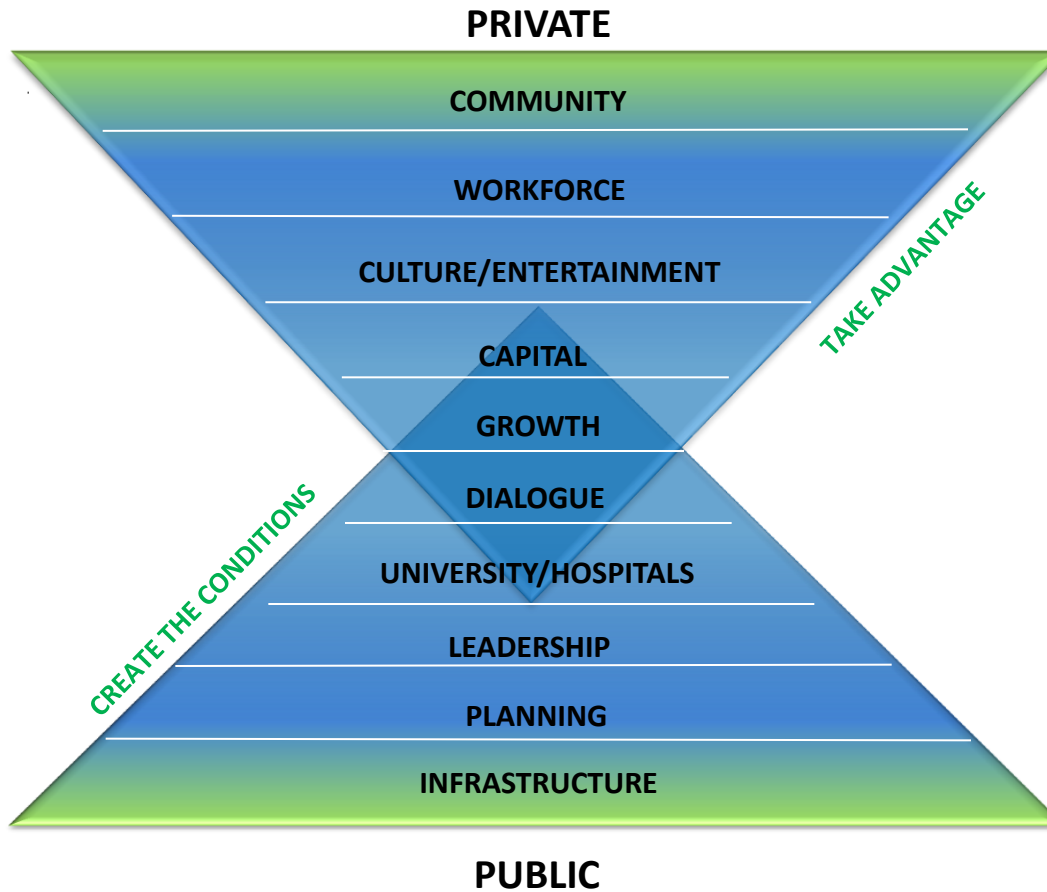 PRIVATE
COMMUNITY
WORKFORCE
CULTURE/ENTERTAINMENT
TAKE ADVANTAGE
CAPITAL
GROWTH
DIALOGUE
CREATE THE CONDITIONS
UNIVERSITY/HOSPITALS
LEADERSHIP
PLANNING
INFRASTRUCTURE
PUBLIC